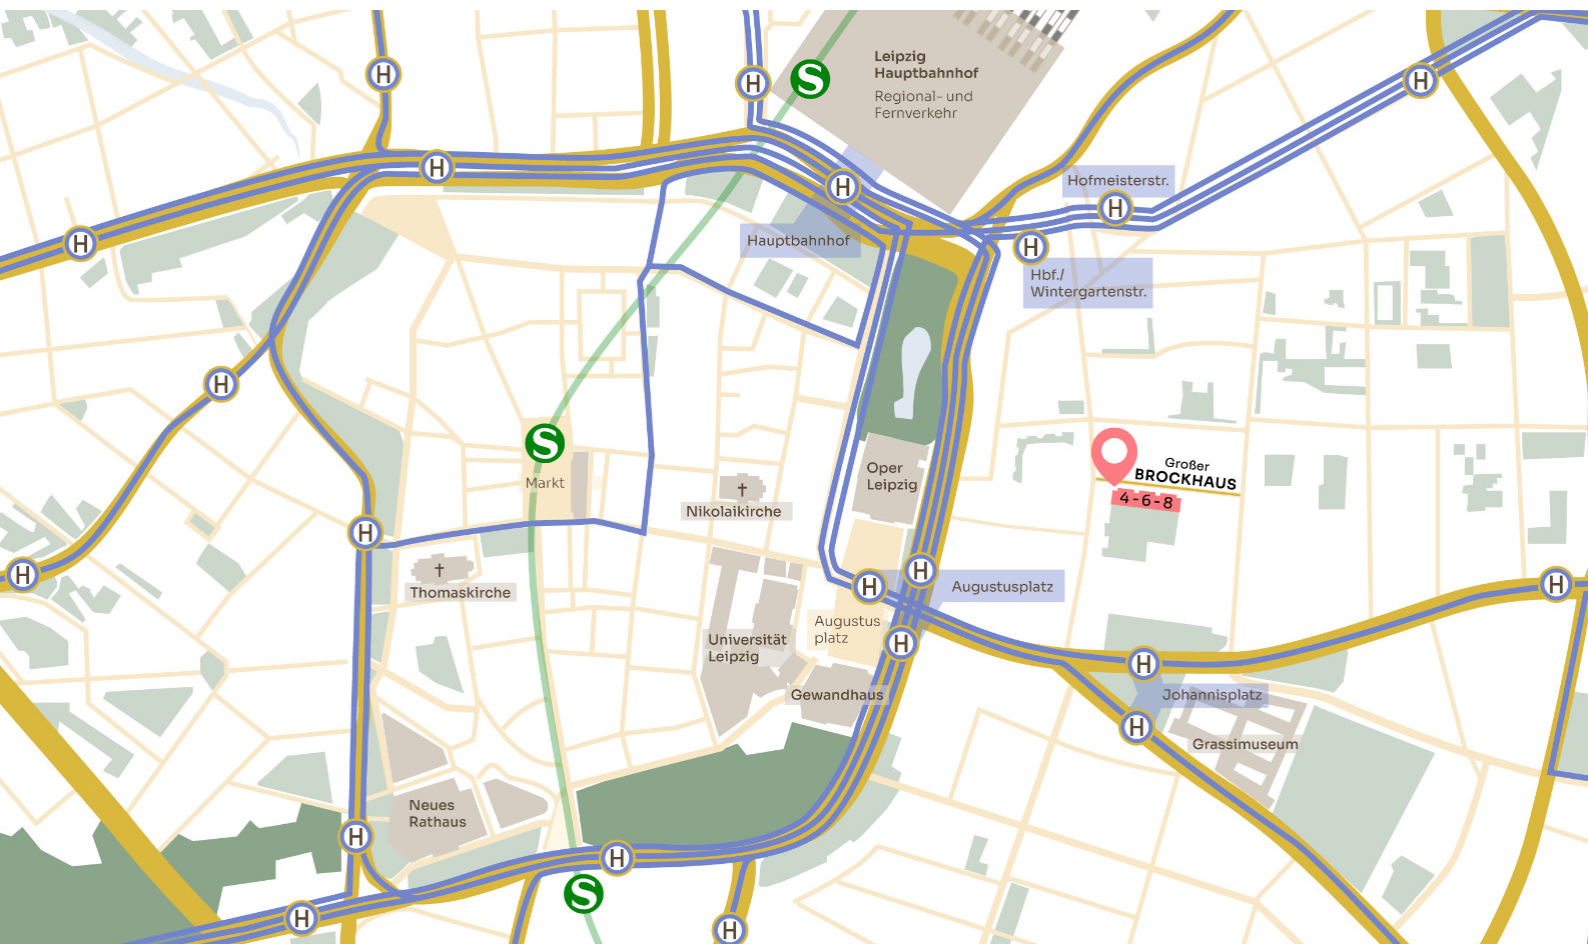 H
H
S
Leipzig
Hauptbahnhof
Regional- und
Fernverkehr
H
H
H
Hofmeisterstr.
H
H
Hauptbahnhof
H
H
Hbf./
Wintergartenstr.
H
S
Markt
Oper
Leipzig
Großer
BROCKHAUS
4-6-8
Nikolaikirche
H
Thomaskirche
H
H
H
Augustusplatz
H
Augustus
platz
Universität
Leipzig
H
H
Gewandhaus
Johannisplatz
H
Grassimuseum
Neues
Rathaus
H
H
S
H
H